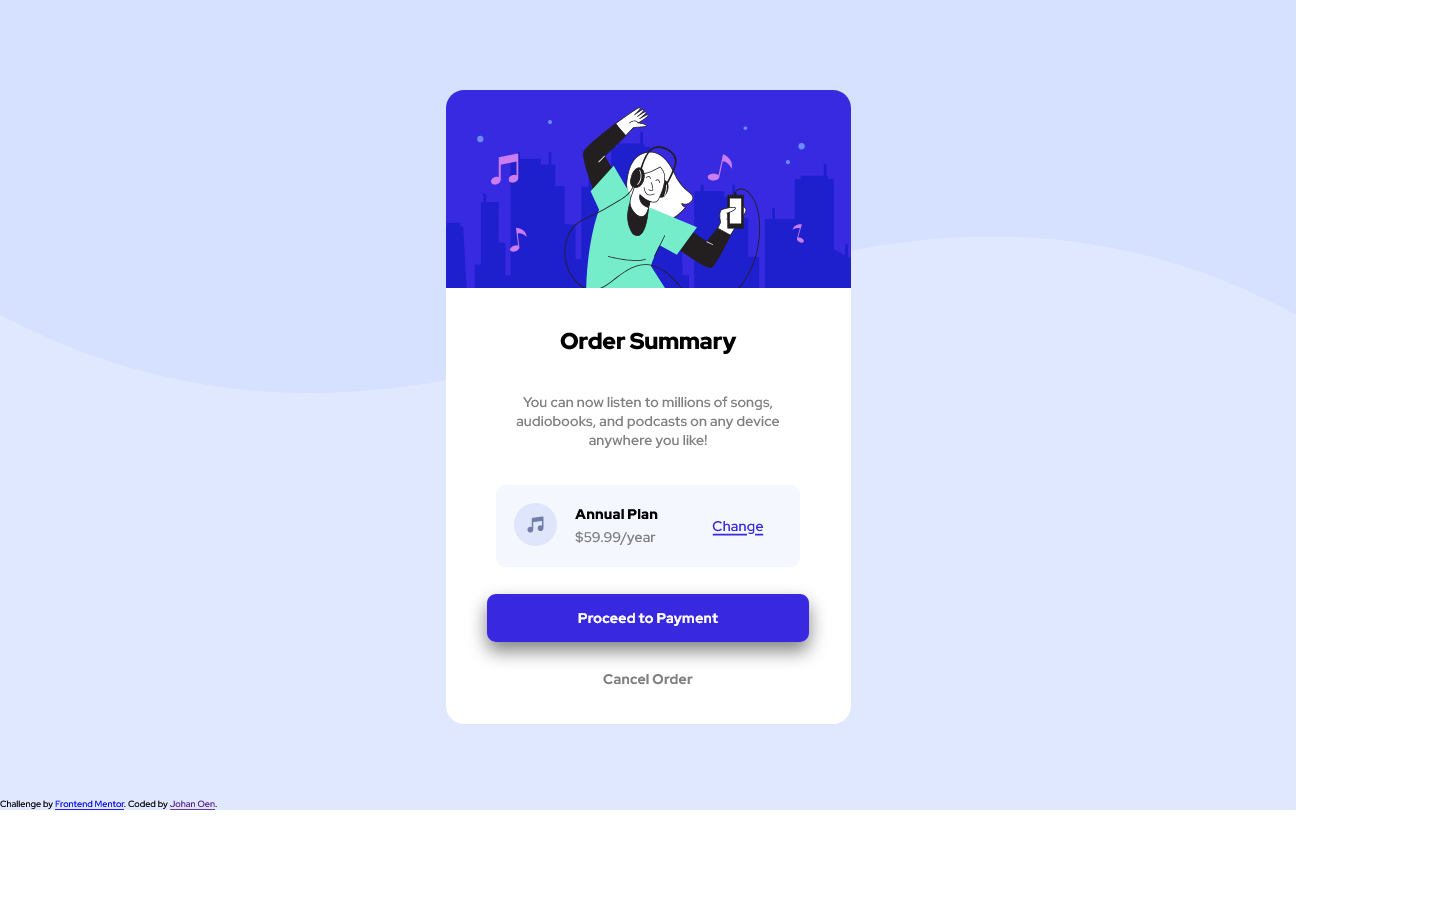 Order Summary
You can now listen to millions of songs,
audiobooks, and podcasts on any device
anywhere you like!
Annual Plan
$59.99/year
Change
Proceed to Payment
Cancel Order
Challenge by Frontend Mentor. Coded by Johan Oen.